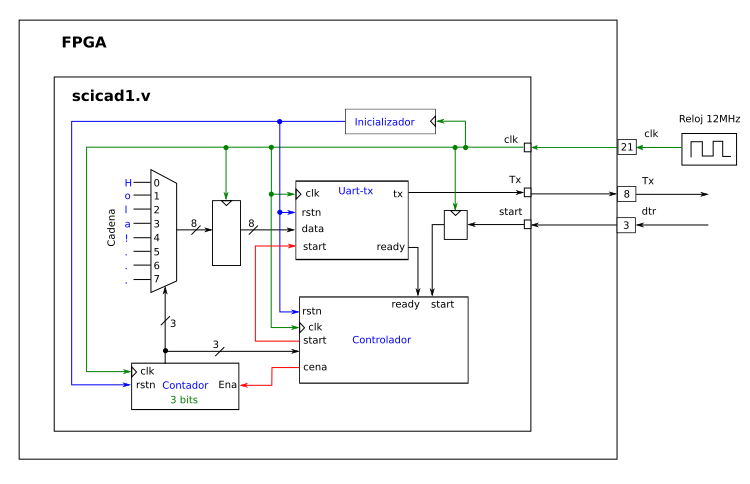 FPGA
scicad1.v
Reloj 12MHz
Inicializador
clk
21
clk
Tx
8
Tx
start
3
dtr
Cadena
H 0
o 1
l 2
a 3
! 4
. 5
. 6
. 7
8
8
Uart-tx
clk
tx
rstn
data
start
ready
3
3
ready
start
rstn
clk
start
cena
Controlador
clk
rstn
Contador
Ena
3 bits